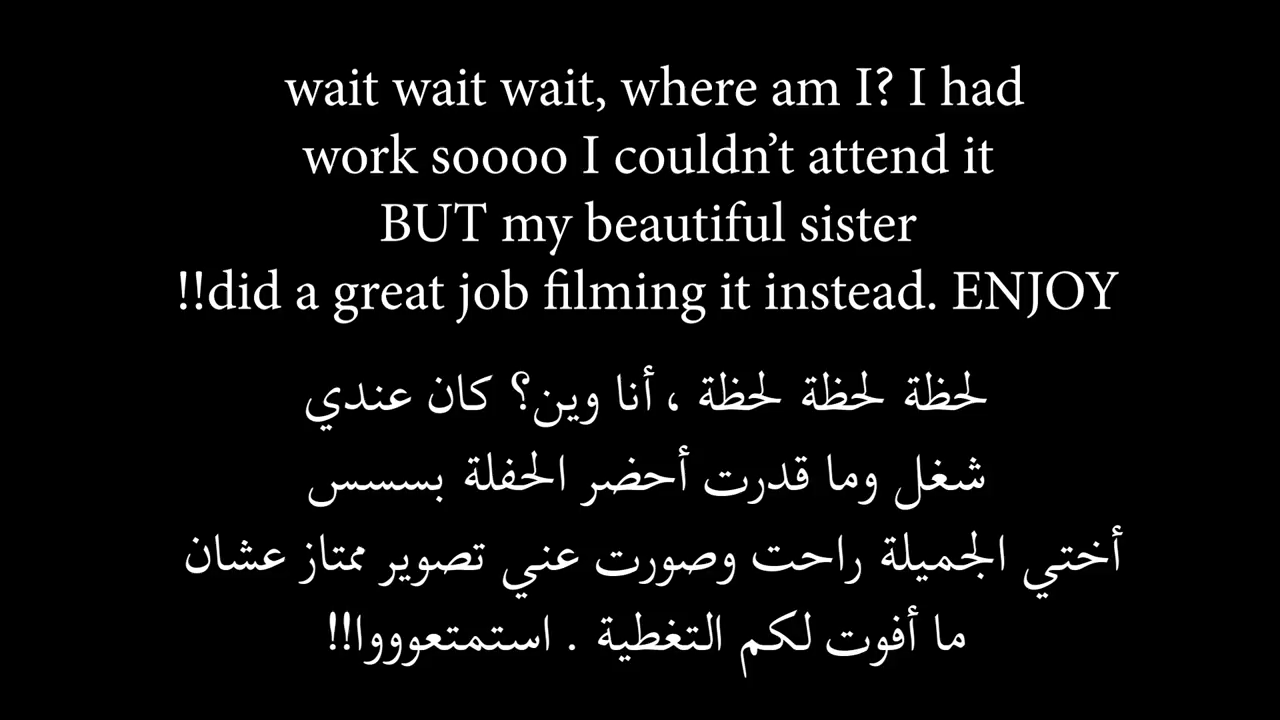 wait wait wait, where am I? I had
work soooo I couldn’t attend it
BUT my beautiful sister
!!did a great job filming it instead. ENJOY
لحظة لحظة لحظة ، أنا وين؟ كان عندي
شغل وما قدرت أحضر الحفلة بسسس
أختي الجميلة راحت وصورت عني تصوير ممتاز عشان
ما أفوت لكم التغطية . استمتعوووا!!